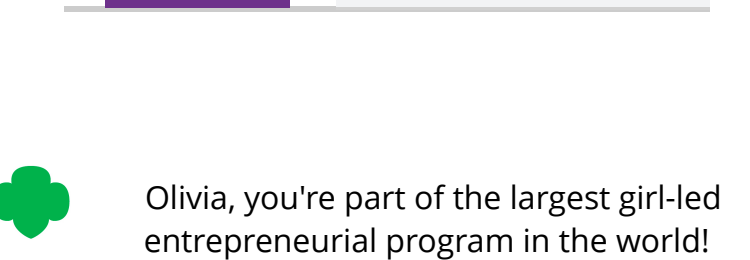 Olivia, you're part of the largest girl-led
entrepreneurial program in the world!